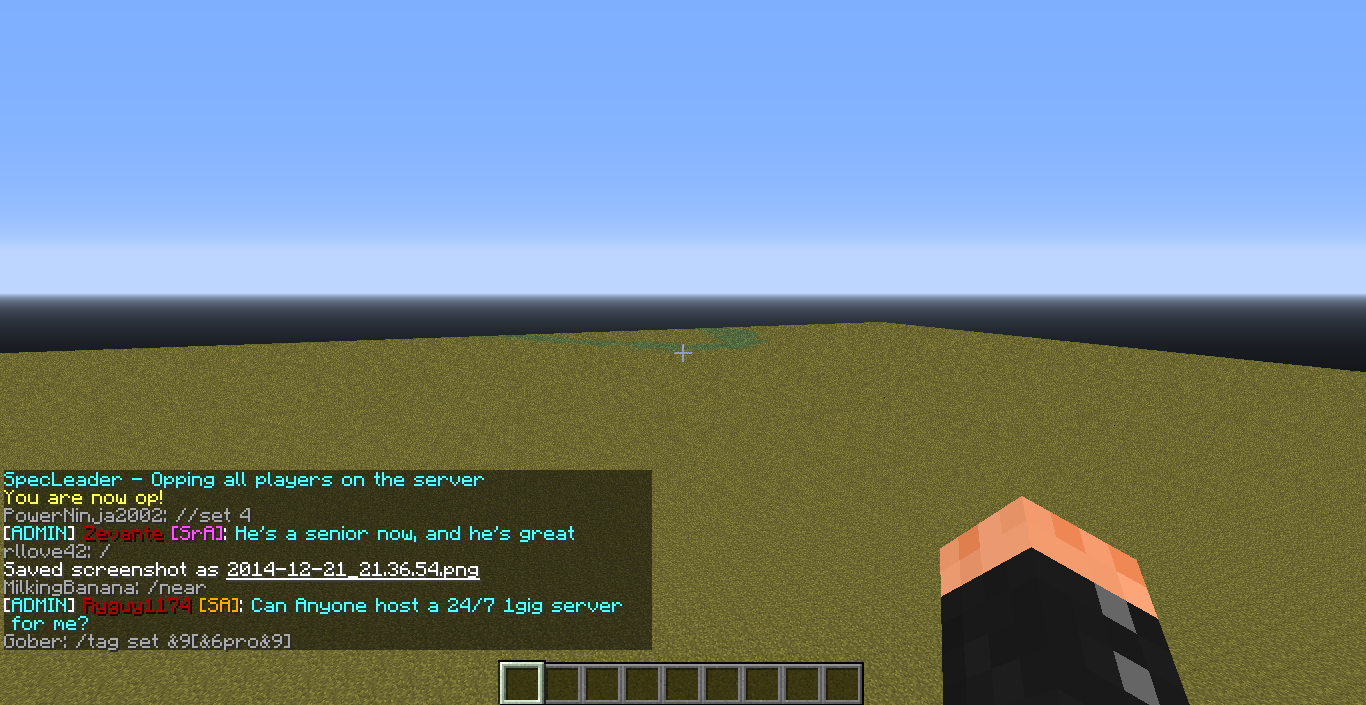 SpecLeader - Opping all players on the server
You are now op!
PowerNinja2002: //set 4
[ADMIN] Zevante [SrA]: He's a senior now, and he's great
rllove42: /
Saved screenshot as 2014-12-21_21.36.54.png
MilkingBanana: /near
[ADMIN] Ryguy1174 [SA]: Can Anyone host a 24/7 1gig server
for me?
Gober: /tag set &9[&6pro&9]